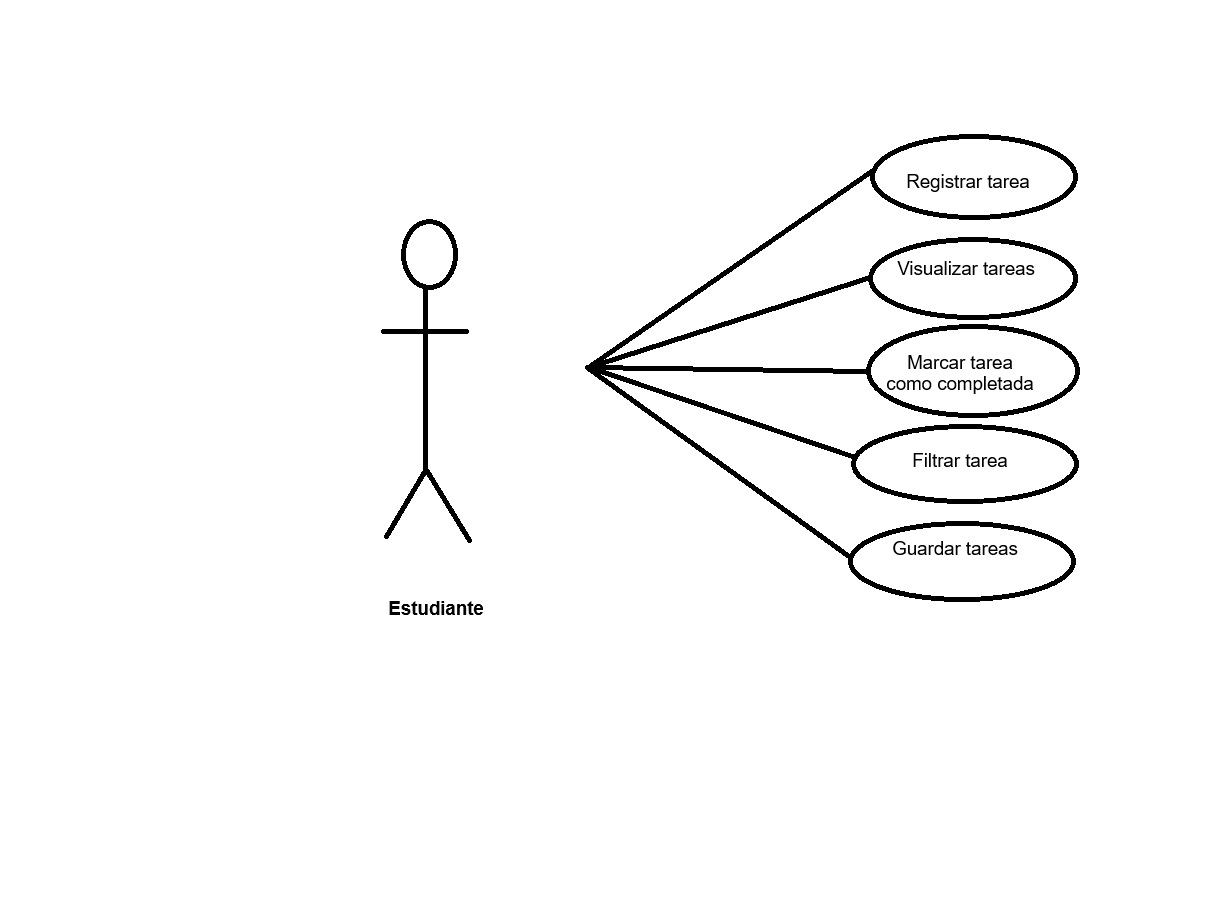 Registrar tarea
Visualizar tareas
Marcar tarea
como completada
Filtrar tarea
Guardar tareas
Estudiante